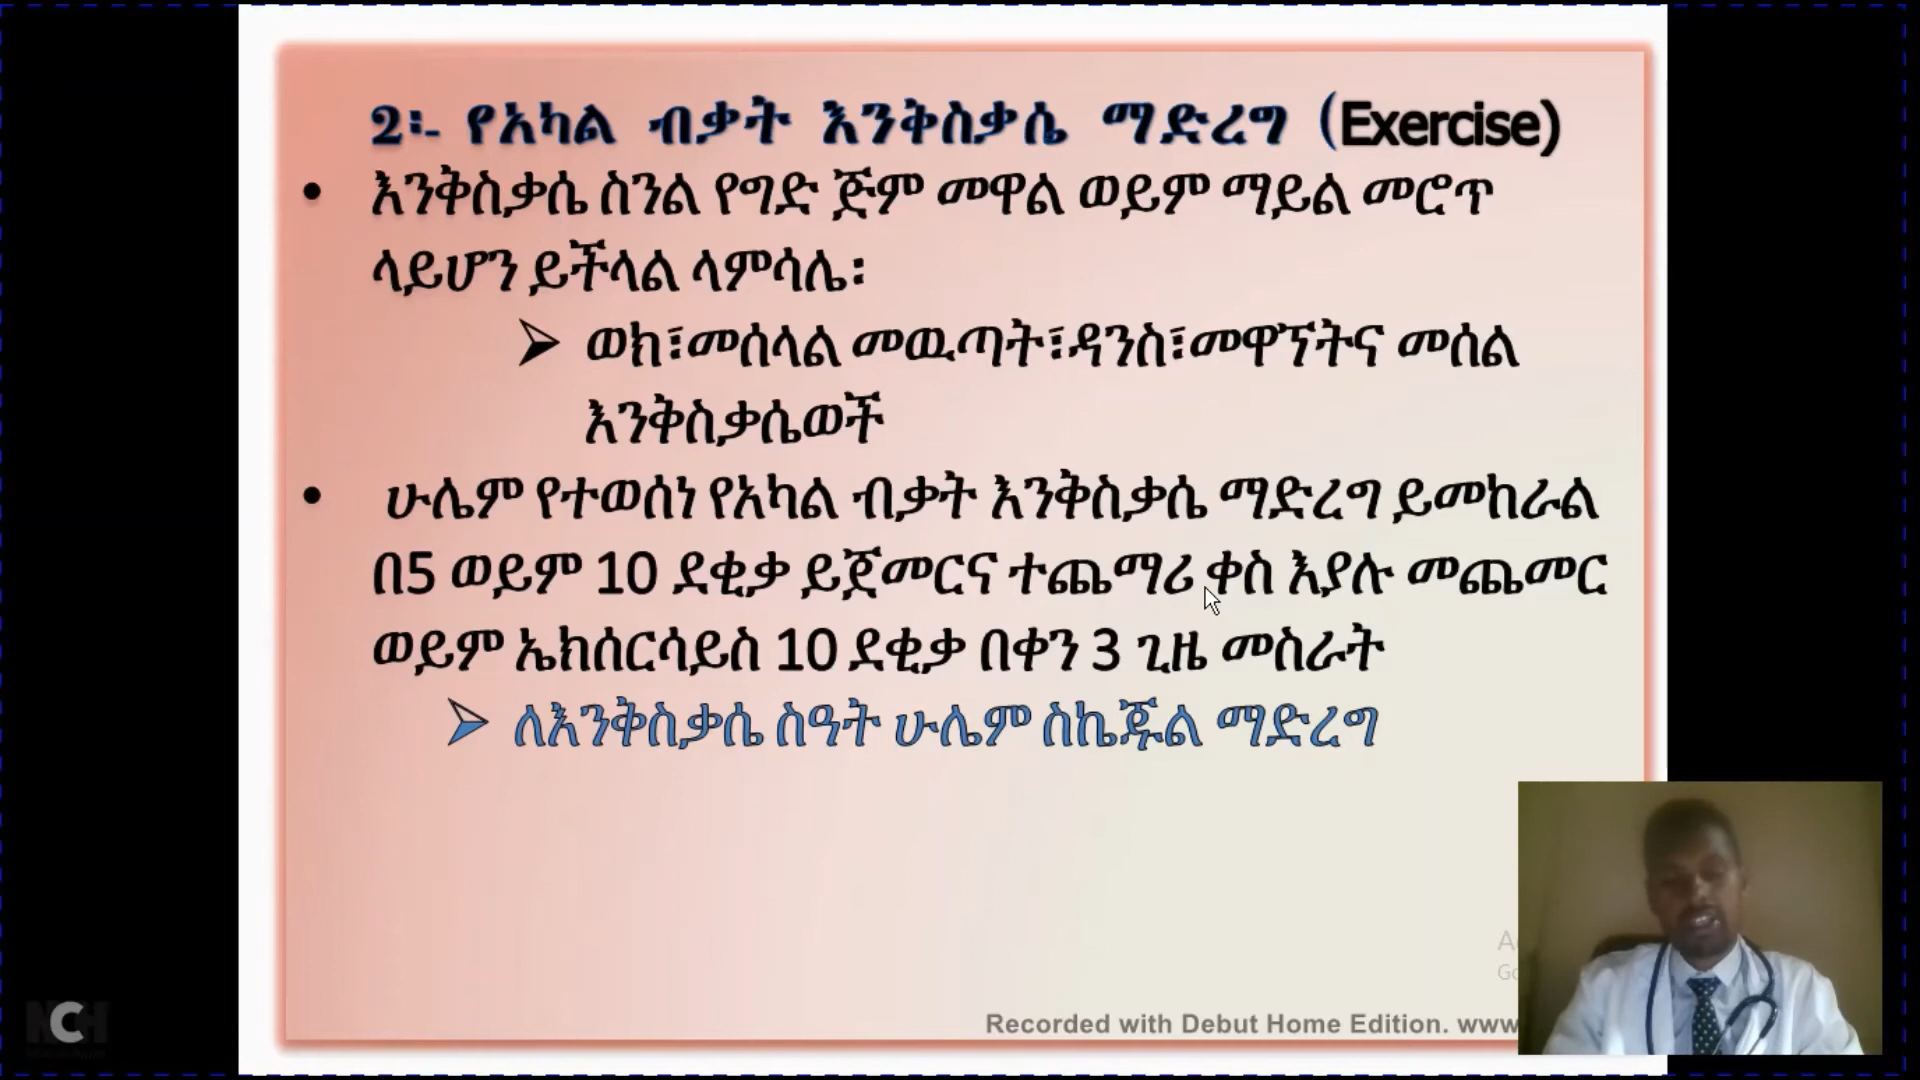 2፡- የአካል ብቃት እንቅስቃሴ ማድረግ (Exercise)
• እንቅስቃሴ ስንል የግድ ጅም መዋል ወይም ማይል መሮጥ
ላይሆን ይችላል ላምሳሌ፡
➢ ወክ፣መሰላል መዉጣት፣ዳንስ፣መዋኘትና መሰል
እንቅስቃሴወች
• ሁሌም የተወሰነ የአካል ብቃት እንቅስቃሴ ማድረግ ይመከራል
በ5 ወይም 10 ደቂቃ ይጀመርና ተጨማሪ ቀስ እያሉ መጨመር
ወይም ኤክሰርሳይስ 10 ደቂቃ በቀን 3 ጊዜ መስራት
➢ ለእንቅስቃሴ ስዓት ሁሌም ስኬጁል ማድረግ
Recorded with Debut Home Edition. www
NCH